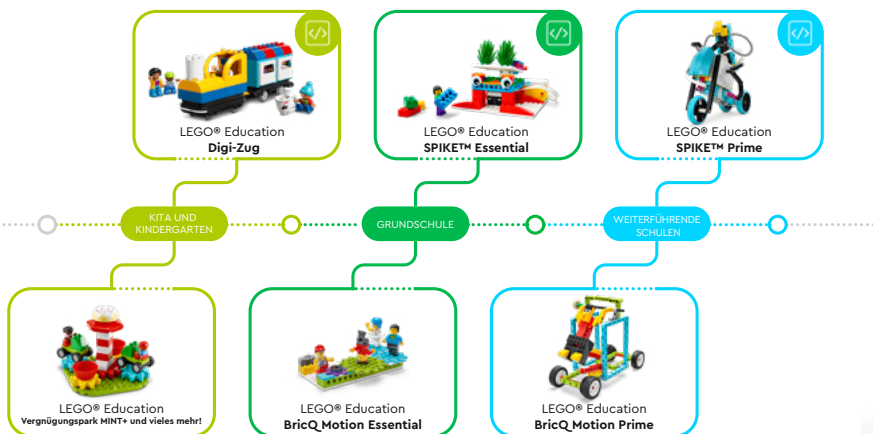 </>
</>
</>
LEGO® Education
Digi-Zug
LEGO® Education
SPIKE™ Essential
LEGO® Education
SPIKE™ Prime
KITA UND
KINDERGARTEN
GRUNDSCHULE
WEITERFÜHRENDE
SCHULEN
LEGO® Education
Vergnügungspark MINT+ und vieles mehr!
LEGO® Education
BricQ Motion Essential
LEGO® Education
BricQ Motion Prime